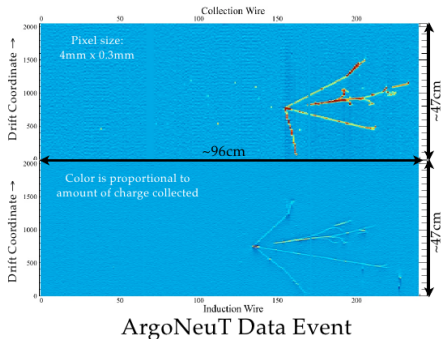 Collection Wire
0 50 100 150 200
2000
1500
1000
500
0
Drift Coordinate →
Pixel size:
4mm x 0.3mm
~47cm
~96cm
2000
1500
1000
500
0
Drift Coordinate →
Color is proportional to
amount of charge collected
~47cm
0 50 100 150 200
Induction Wire
ArgoNeuT Data Event